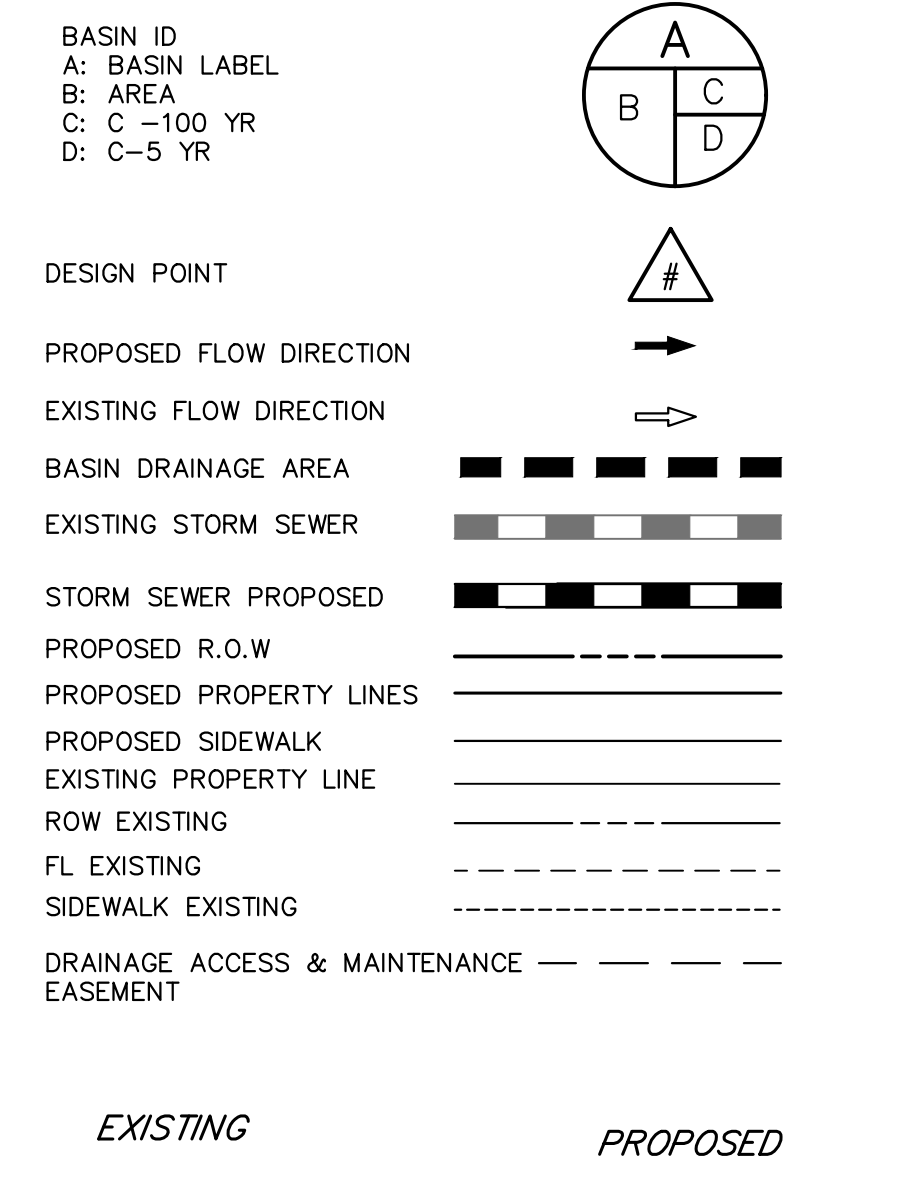 BASIN ID
A: BASIN LABEL
B: AREA
C: C -100 YR
D: C-5 YR
A
B
C
D
DESIGN POINT
#
PROPOSED FLOW DIRECTION
EXISTING FLOW DIRECTION
BASIN DRAINAGE AREA
EXISTING STORM SEWER
STORM SEWER PROPOSED
PROPOSED R.O.W
PROPOSED PROPERTY LINES
PROPOSED SIDEWALK
EXISTING PROPERTY LINE
ROW EXISTING
FL EXISTING
SIDEWALK EXISTING
DRAINAGE ACCESS & MAINTENANCE
EASEMENT
EXISTING
PROPOSED